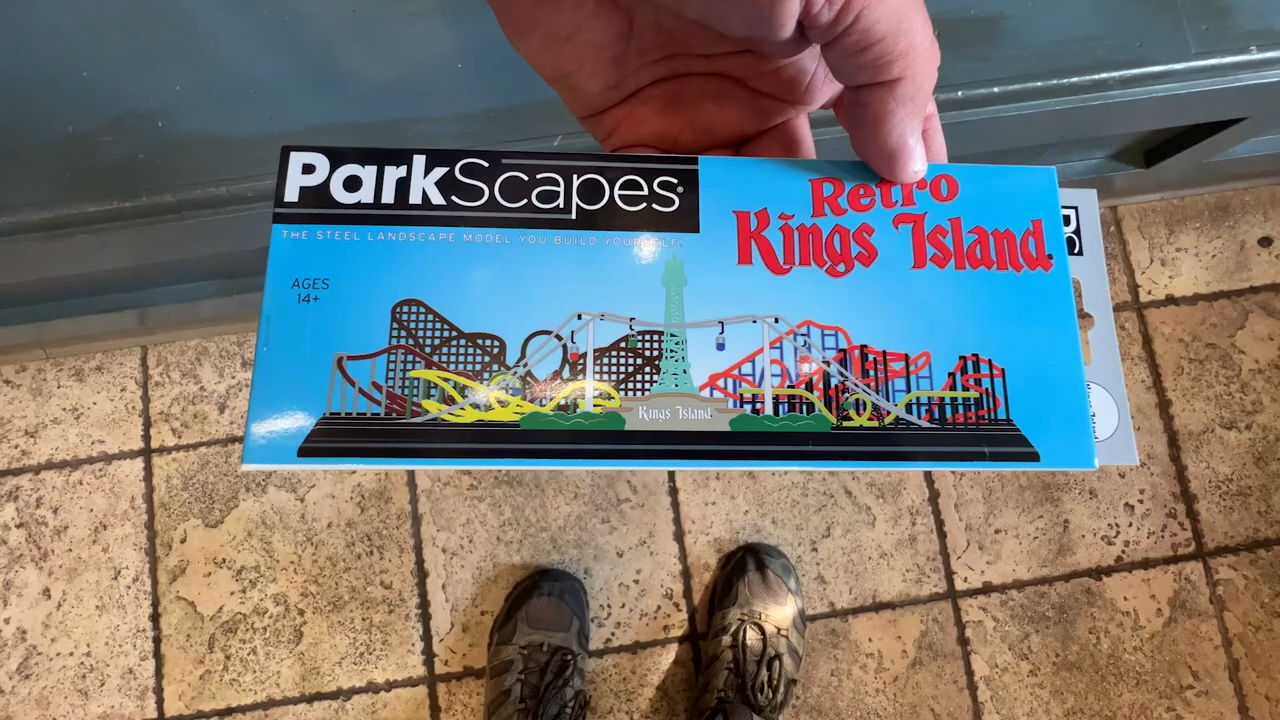 ParkScapes®
THE STEEL LANDSCAPE MODEL YOU BUILD YOURSELF!
AGES
14+
Retro
Kings Island
Kings Island